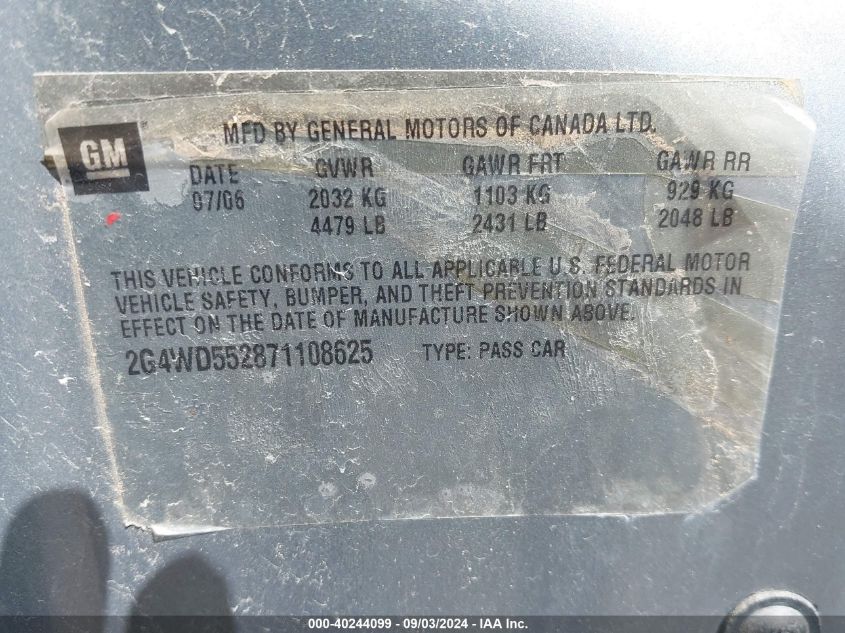 GM
MFD BY GENERAL MOTORS OF CANADA LTD.
DATE GVWR GAWR FRT GAWR RR
07/06 2032 KG 1103 KG 929 KG
4479 LB 2431 LB 2048 LB
THIS VEHICLE CONFORMS TO ALL APPLICABLE U.S. FEDERAL MOTOR
VEHICLE SAFETY, BUMPER, AND THEFT PREVENTION STANDARDS IN
EFFECT ON THE DATE OF MANUFACTURE SHOWN ABOVE.
2G4WD552871108625 TYPE: PASS CAR
000-40244099 - 09/03/2024 - IAA Inc.